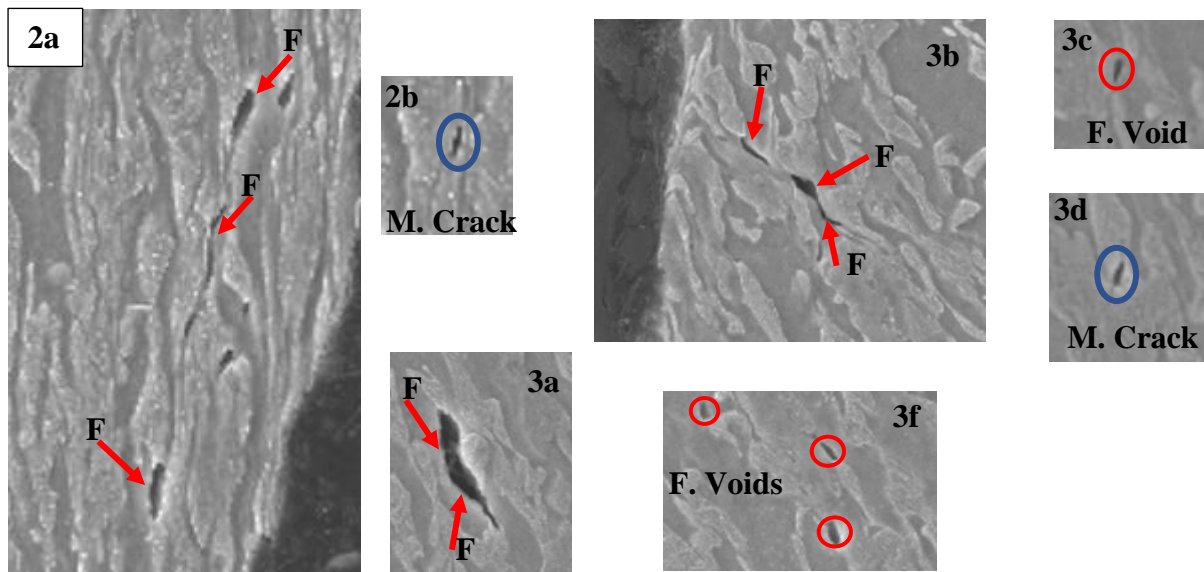 2a
F
F
F
2b
M. Crack
3a
F
F
3b
F
F
F
3c
F. Void
3d
M. Crack
3f
F. Voids